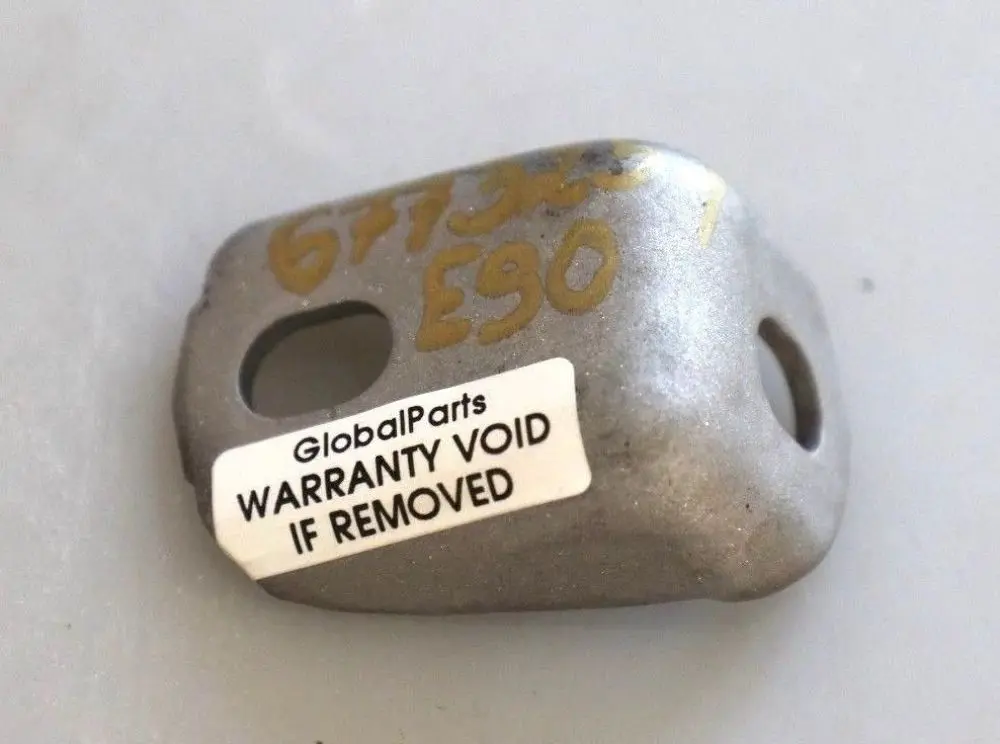 E90
GlobalParts
WARRANTY VOID
IF REMOVED